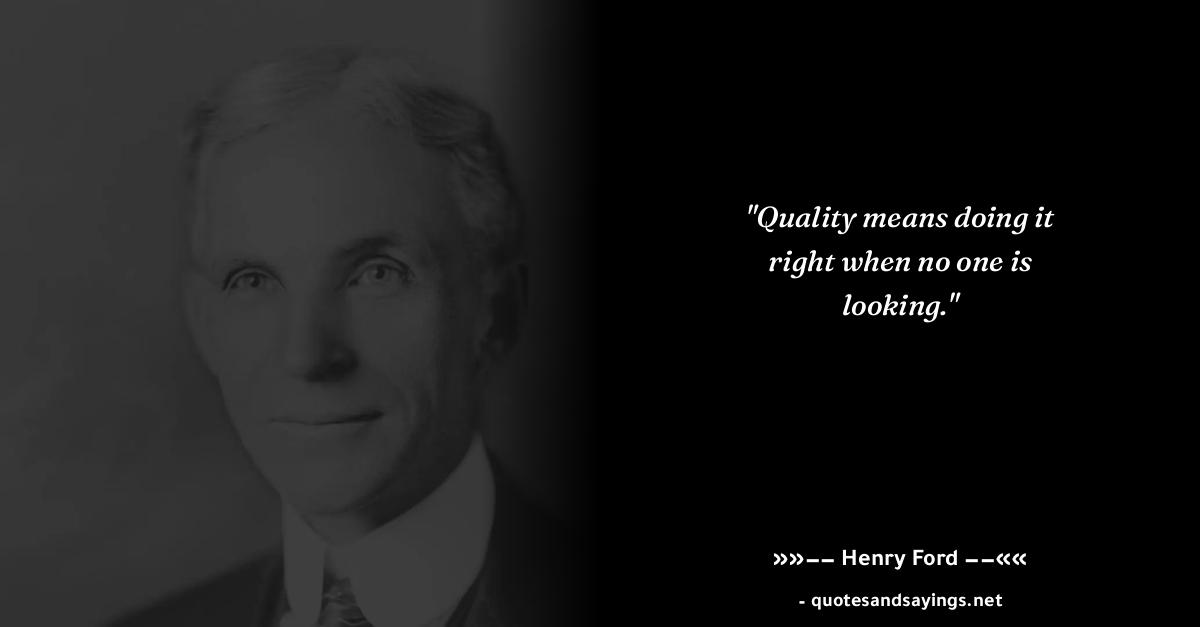 "Quality means doing it
right when no one is
looking."
»»−− Henry Ford −−««
- quotesandsayings.net